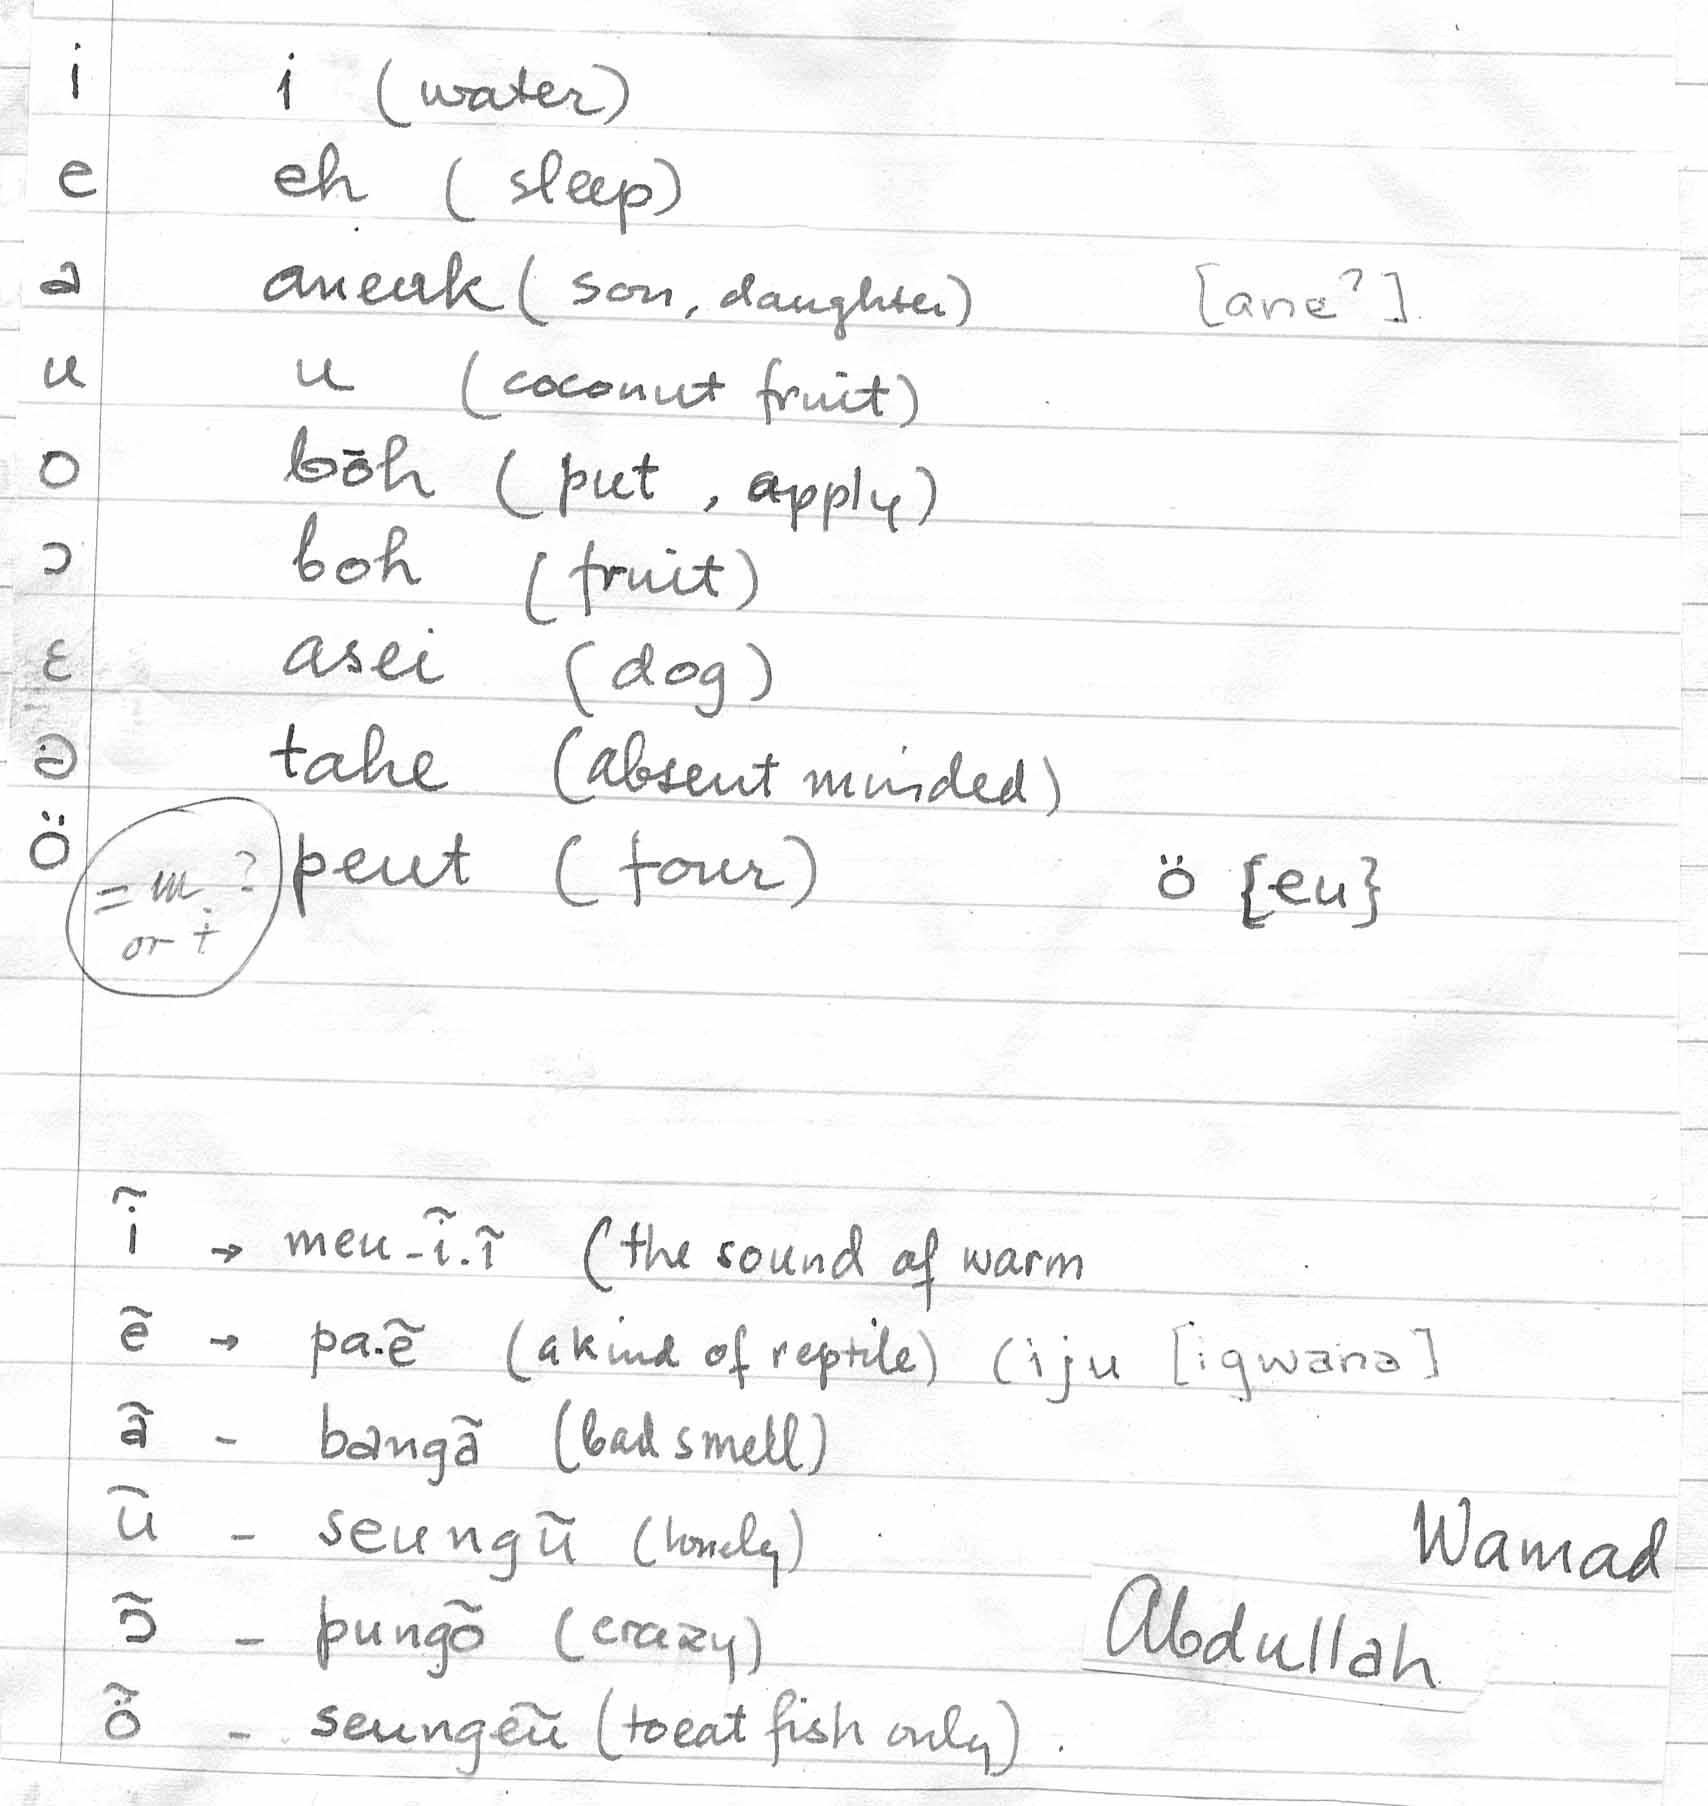 i i (water)
e eh (sleep)
a aneuk (son, daughter) [aneˀ]
u u (coconut fruit)
o bōh (put, apply)
ɔ boh (fruit)
ɛ asei (dog)
ə tahe (absent minded)
ö peut (four) ö {eu}
= ɯ ?
or ɨ
ĩ → meu-ĩ.ĩ (the sound of warm
ẽ → pa.ẽ (a kind of reptile) (iju [igwana]
ã - bangã (bad smell)
ũ - seungũ (lonely)
Wamad
ɔ̃ - pungõ (crazy)
Abdullah
ö̃ - seungeũ (to eat fish only).